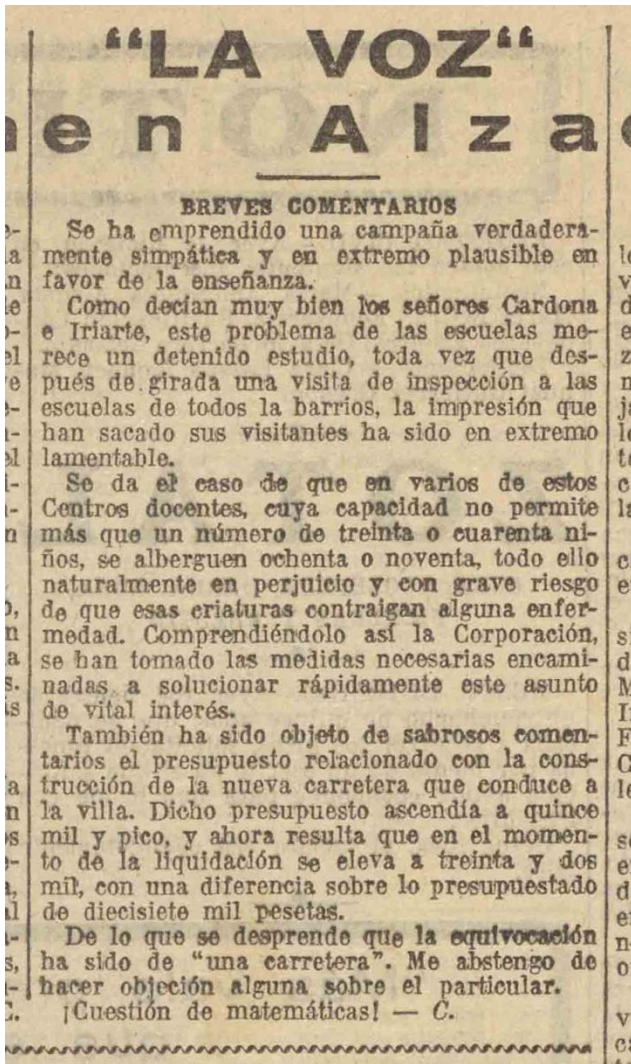 “LA VOZ“
en Alza
BREVES COMENTARIOS
Se ha emprendido una campaña verdadera-
mente simpática y en extremo plausible en
favor de la enseñanza.
Como decían muy bien los señores Cardona
e Iriarte, este problema de las escuelas me-
rece un detenido estudio, toda vez que des-
pués de girada una visita de inspección a las
escuelas de todos la barrios, la impresión que
han sacado sus visitantes ha sido en extremo
lamentable.
Se da el caso de que en varios de estos
Centros docentes, cuya capacidad no permite
más que un número de treinta o cuarenta ni-
ños, se alberguen ochenta o noventa, todo ello
naturalmente en perjuicio y con grave riesgo
de que esas criaturas contraigan alguna enfer-
medad. Comprendiéndolo así la Corporación,
se han tomado las medidas necesarias encami-
nadas a solucionar rápidamente este asunto
de vital interés.
También ha sido objeto de sabrosos comen-
tarios el presupuesto relacionado con la cons-
trucción de la nueva carretera que conduce a
la villa. Dicho presupuesto ascendía a quince
mil y pico, y ahora resulta que en el momen-
to de la liquidación se eleva a treinta y dos
mil, con una diferencia sobre lo presupuestado
de diecisiete mil pesetas.
De lo que se desprende que la equivocación
ha sido de “una carretera”. Me abstengo de
hacer objeción alguna sobre el particular.
¡Cuestión de matemáticas! — C.